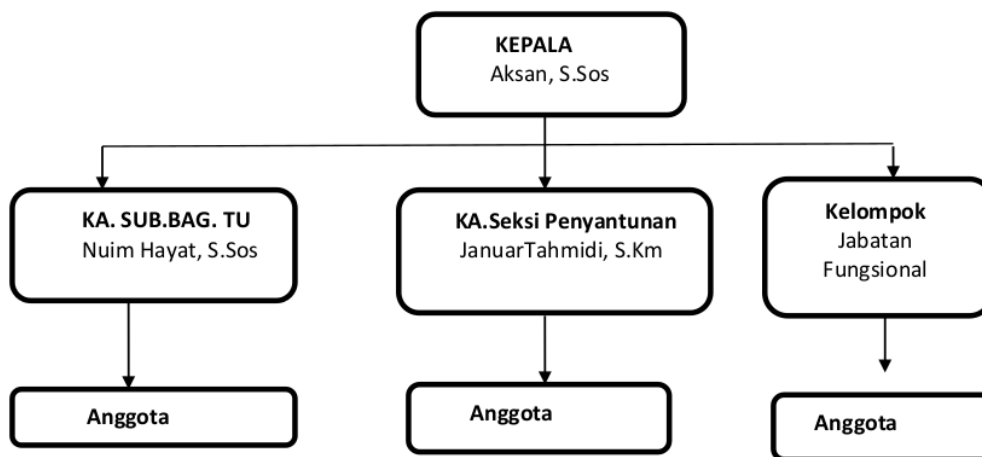 KEPALA
Aksan, S.Sos
KA. SUB.BAG. TU
Nuim Hayat, S.Sos
KA.Seksi Penyantunan
JanuarTahmidi, S.Km
Kelompok
Jabatan
Fungsional
Anggota
Anggota
Anggota